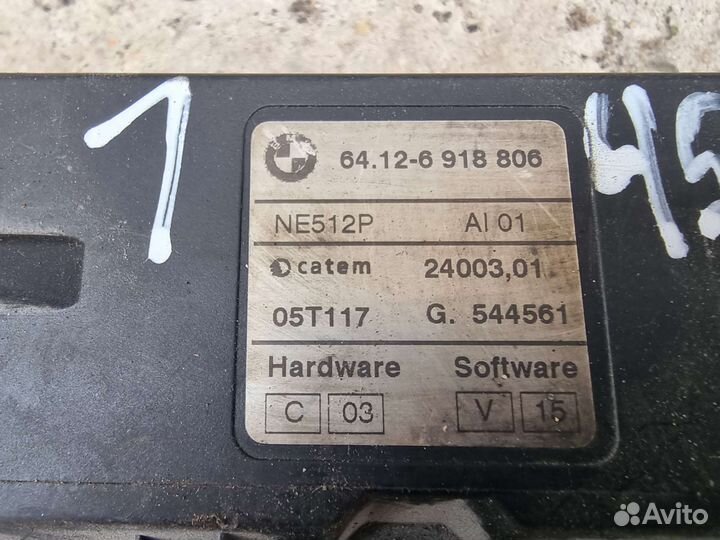 1
45
BMW
64.12-6 918 806
NE512P AI 01
catem 24003,01
05T117 G. 544561
Hardware Software
C 03 V 15
Avito